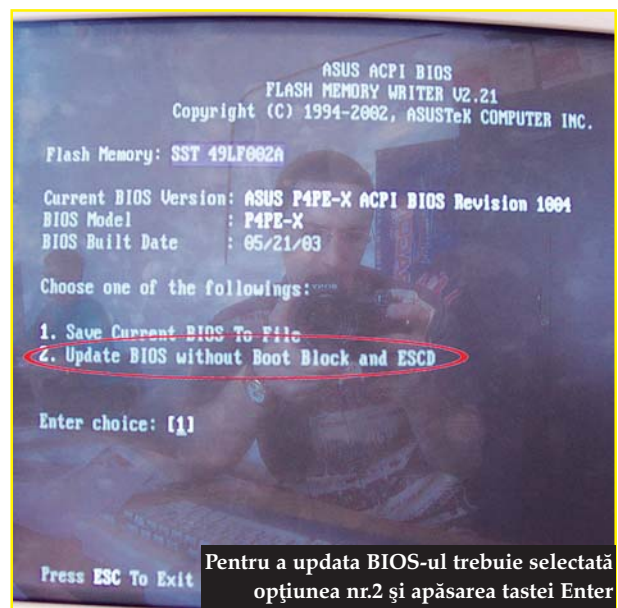 ASUS ACPI BIOS
FLASH MEMORY WRITER V2.21
Copyright (C) 1994-2002, ASUSTeK COMPUTER INC.
Flash Memory: SST 49LF002A
Current BIOS Version: ASUS P4PE-X ACPI BIOS Revision 1004
BIOS Model : P4PE-X
BIOS Built Date : 05/21/03
Choose one of the followings:
1. Save Current BIOS To File
2. Update BIOS without Boot Block and ESCD
Enter choice: [1]
Press ESC To Exit
Pentru a updata BIOS-ul trebuie selectată
opţiunea nr.2 şi apăsarea tastei Enter